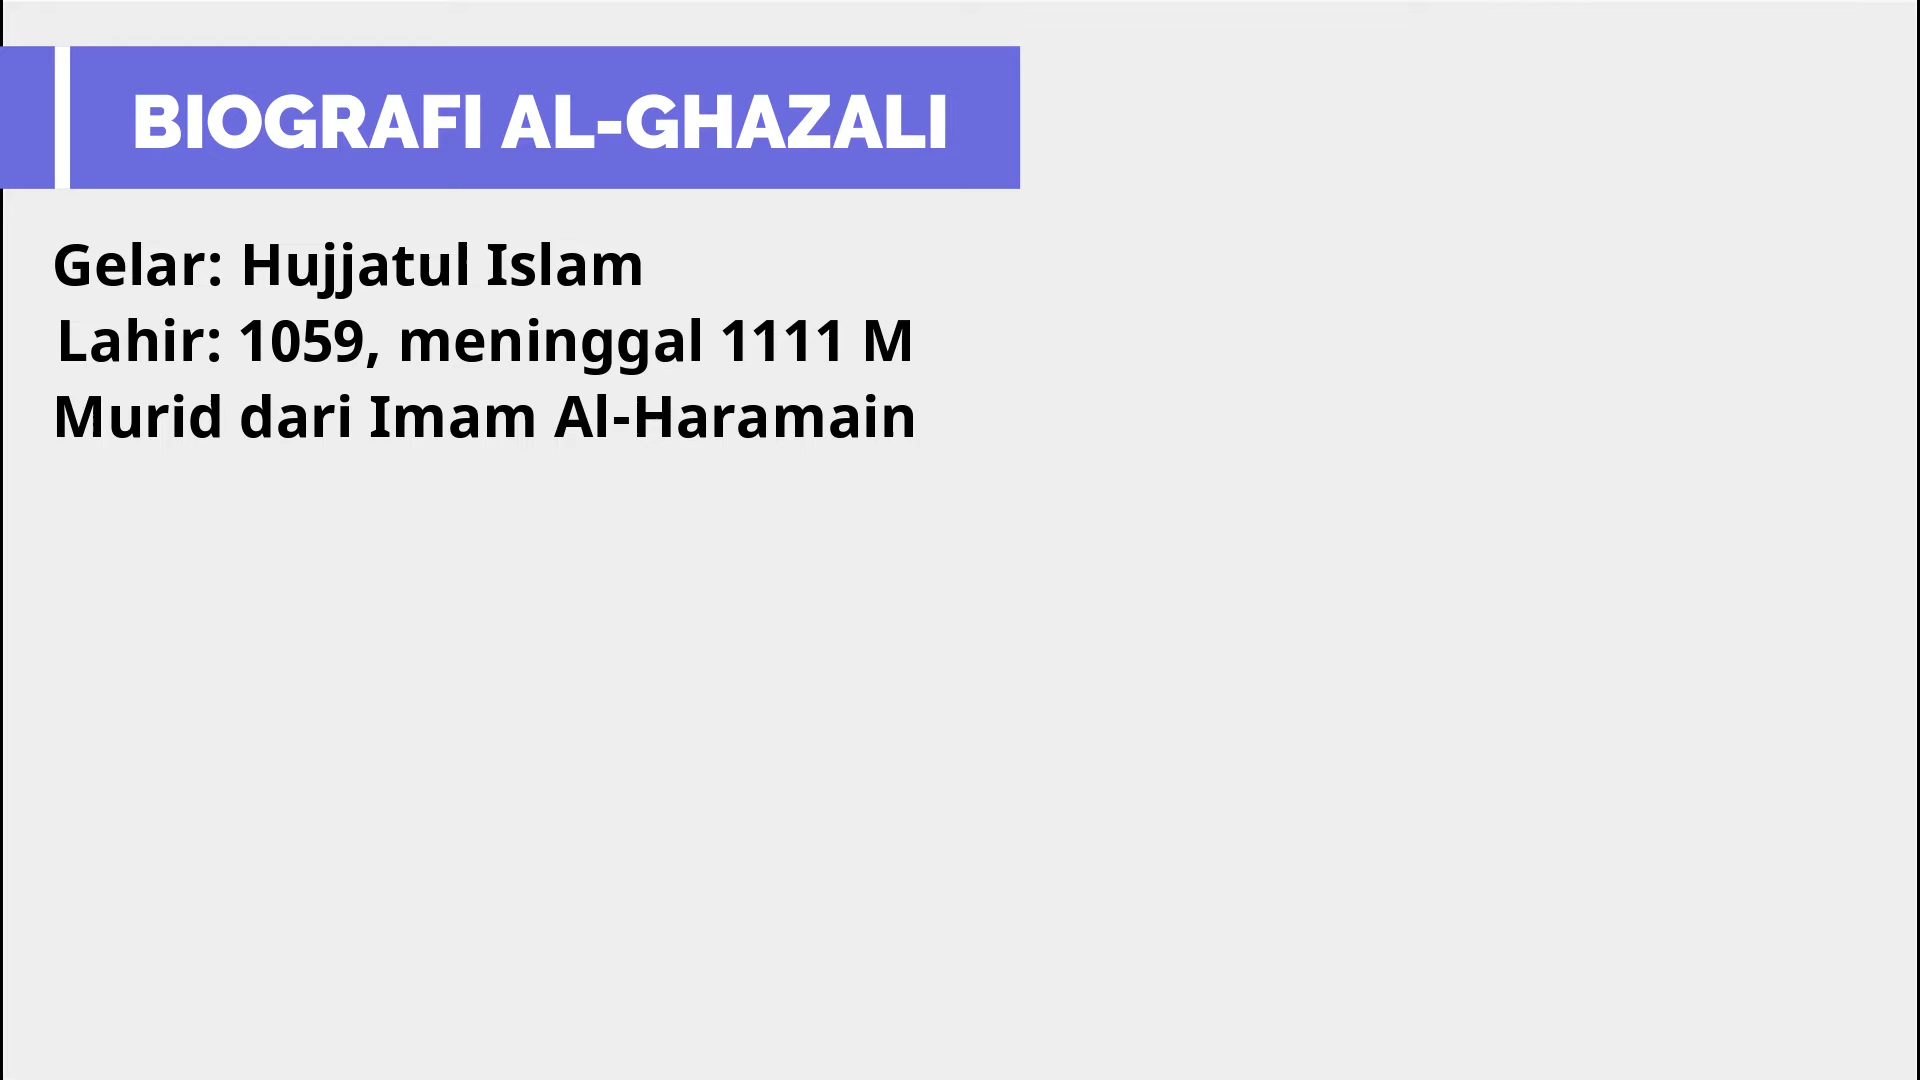 BIOGRAFI AL-GHAZALI
Gelar: Hujjatul Islam
Lahir: 1059, meninggal 1111 M
Murid dari Imam Al-Haramain